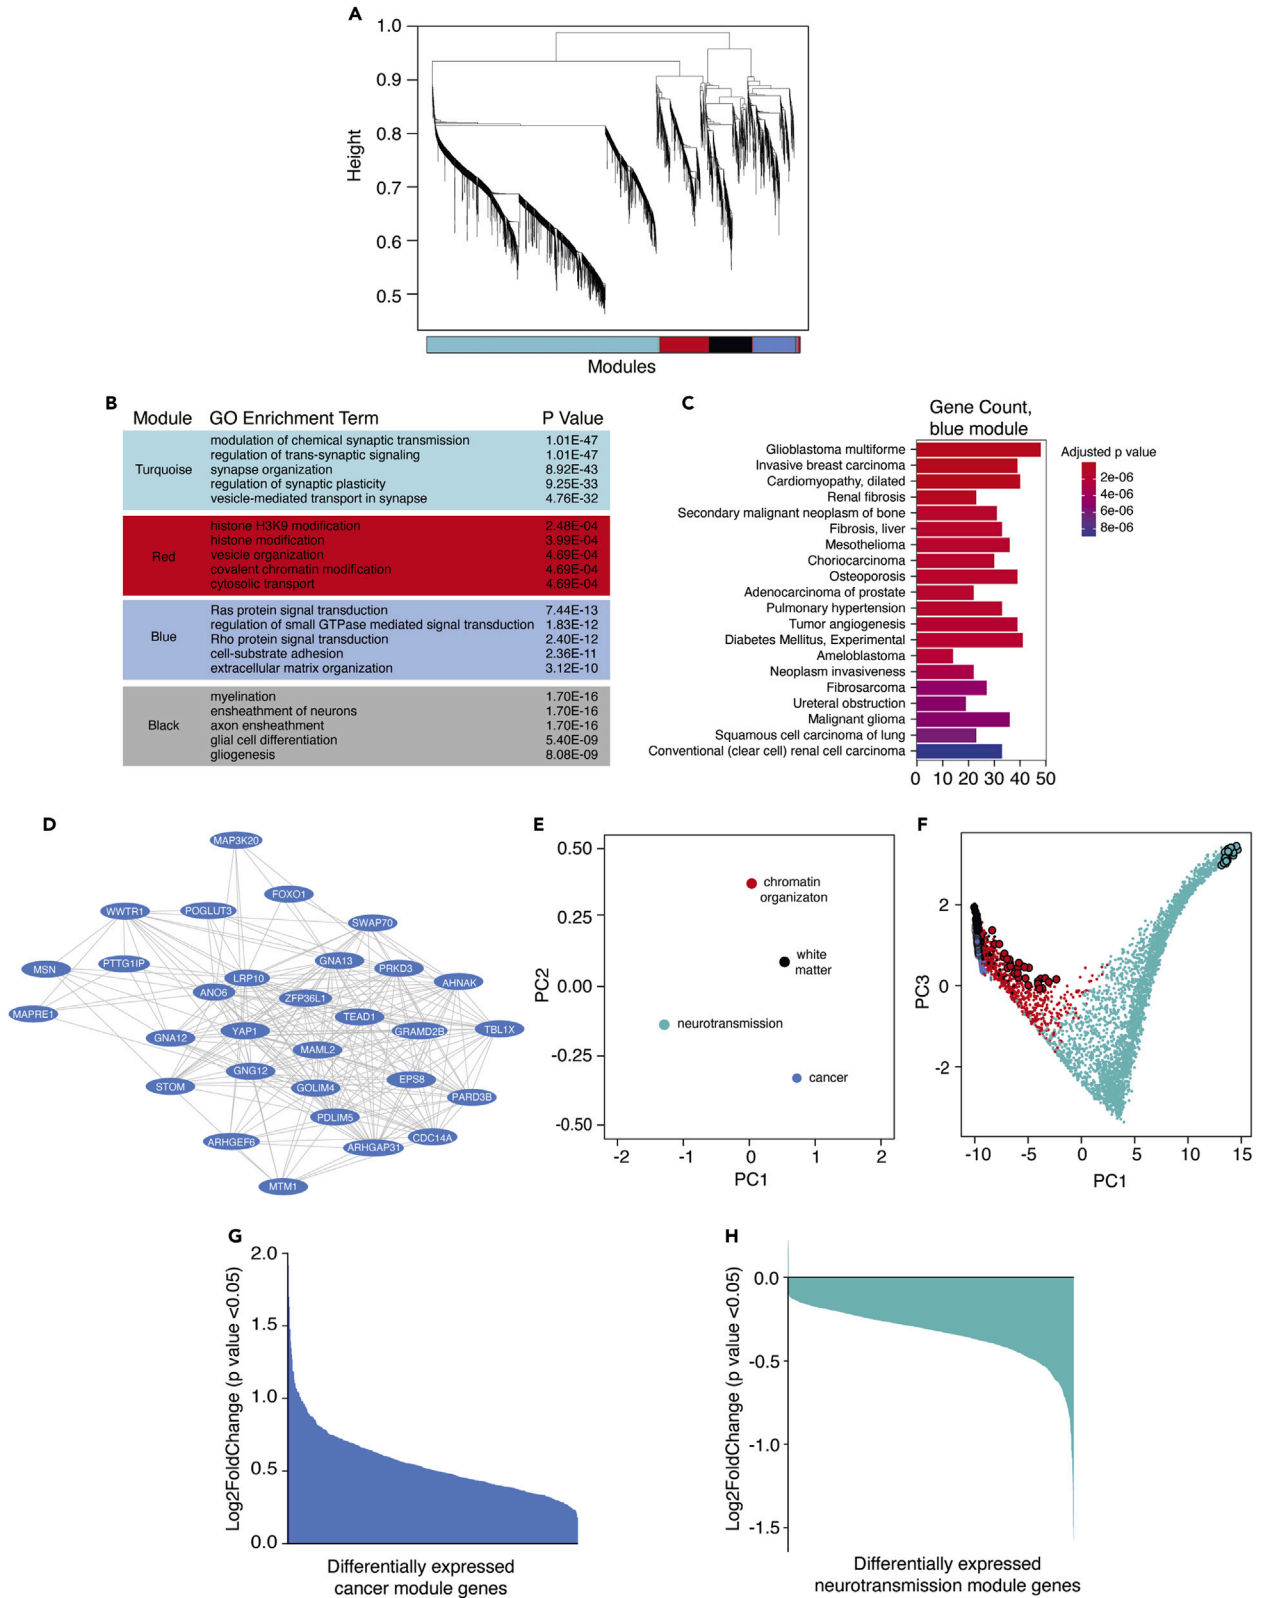 A
1.0
0.9
0.8
0.7
0.6
0.5
Height
Modules
B
Module GO Enrichment Term P Value
Turquoise
modulation of chemical synaptic transmission 1.01E-47
regulation of trans-synaptic signaling 1.01E-47
synapse organization 8.92E-43
regulation of synaptic plasticity 9.25E-33
vesicle-mediated transport in synapse 4.76E-32
Red
histone H3K9 modification 2.48E-04
histone modification 3.99E-04
vesicle organization 4.69E-04
covalent chromatin modification 4.69E-04
cytosolic transport 4.69E-04
Blue
Ras protein signal transduction 7.44E-13
regulation of small GTPase mediated signal transduction 1.83E-12
Rho protein signal transduction 2.40E-12
cell-substrate adhesion 2.36E-11
extracellular matrix organization 3.12E-10
Black
myelination 1.70E-16
ensheathment of neurons 1.70E-16
axon ensheathment 1.70E-16
glial cell differentiation 5.40E-09
gliogenesis 8.08E-09
C
Gene Count,
blue module
Glioblastoma multiforme
Invasive breast carcinoma
Cardiomyopathy, dilated
Renal fibrosis
Secondary malignant neoplasm of bone
Fibrosis, liver
Mesothelioma
Choriocarcinoma
Osteoporosis
Adenocarcinoma of prostate
Pulmonary hypertension
Tumor angiogenesis
Diabetes Mellitus, Experimental
Ameloblastoma
Neoplasm invasiveness
Fibrosarcoma
Ureteral obstruction
Malignant glioma
Squamous cell carcinoma of lung
Conventional (clear cell) renal cell carcinoma
0 10 20 30 40 50
Adjusted p value
2e-06
4e-06
6e-06
8e-06
D
MAP3K20
FOXO1
WWTR1
POGLUT3
SWAP70
MSN
PTTG1IP
GNA13
PRKD3
LRP10
AHNAK
ANO6
ZFP36L1
MAPRE1
TEAD1
GNA12
YAP1
GRAMD2B
TBL1X
MAML2
GNG12
STOM
GOLIM4
EPS8
PARD3B
PDLIM5
ARHGEF6
ARHGAP31
CDC14A
MTM1
E
0.50
0.25
0.00
-0.25
-0.50
PC2
chromatin
organizaton
white
matter
neurotransmission
cancer
-2 -1 0 1 2
PC1
F
2
0
-2
PC3
-10 -5 0 5 10 15
PC1
G
2.0
1.5
1.0
0.5
0.0
Log2FoldChange (p value <0.05)
Differentially expressed
cancer module genes
H
0.0
-0.5
-1.0
-1.5
Log2FoldChange (p value <0.05)
Differentially expressed
neurotransmission module genes